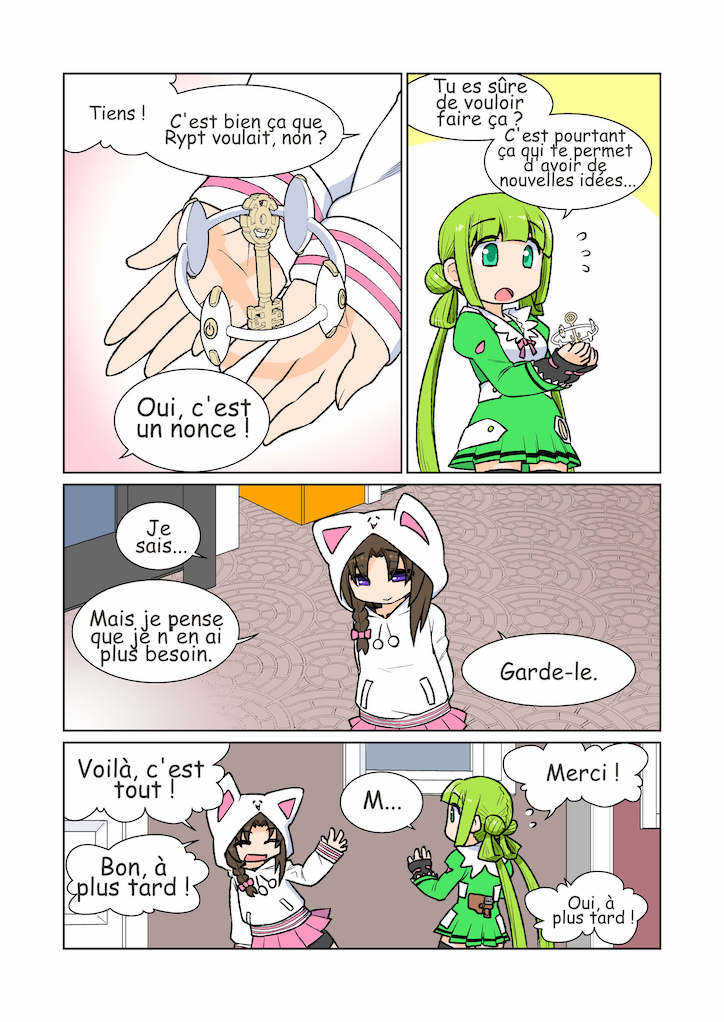 Tiens !
C'est bien ça que
Rypt voulait, non ?
Oui, c'est
un nonce !
Tu es sûre
de vouloir
faire ça ?
C'est pourtant
ça qui te permet
d'avoir de
nouvelles idées...
Je
sais...
Mais je pense
que je n'en ai
plus besoin.
Garde-le.
Voilà, c'est
tout !
Bon, à
plus tard !
M...
Merci !
Oui, à
plus tard !